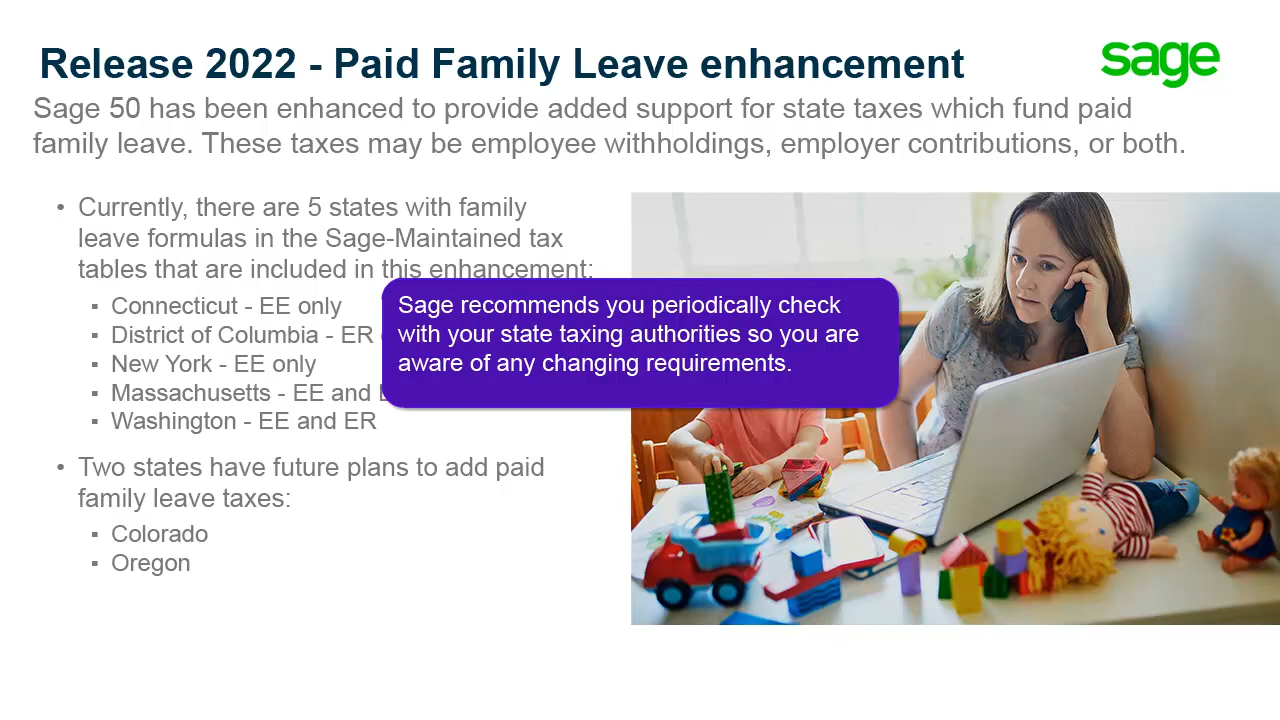 Release 2022 - Paid Family Leave enhancement
sage
Sage 50 has been enhanced to provide added support for state taxes which fund paid
family leave. These taxes may be employee withholdings, employer contributions, or both.
• Currently, there are 5 states with family
leave formulas in the Sage-Maintained tax
tables that are included in this enhancement:
▪ Connecticut - EE only
▪ District of Columbia - ER
▪ New York - EE only
▪ Massachusetts - EE and
▪ Washington - EE and ER
Sage recommends you periodically check
with your state taxing authorities so you are
aware of any changing requirements.
• Two states have future plans to add paid
family leave taxes:
▪ Colorado
▪ Oregon